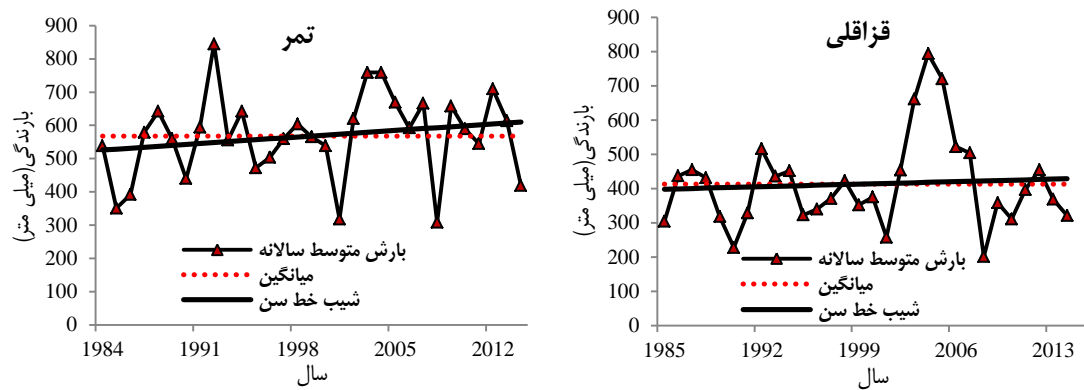 تمر
بارندگی(میلی متر)
900
800
700
600
500
400
300
200
100
0
بارش متوسط سالانه
میانگین
شیب خط سن
1984
1991
1998
2005
2012
سال
قزاقلی
بارندگی(میلی متر)
900
800
700
600
500
400
300
200
100
0
بارش متوسط سالانه
میانگین
شیب خط سن
1985
1992
1999
2006
2013
سال